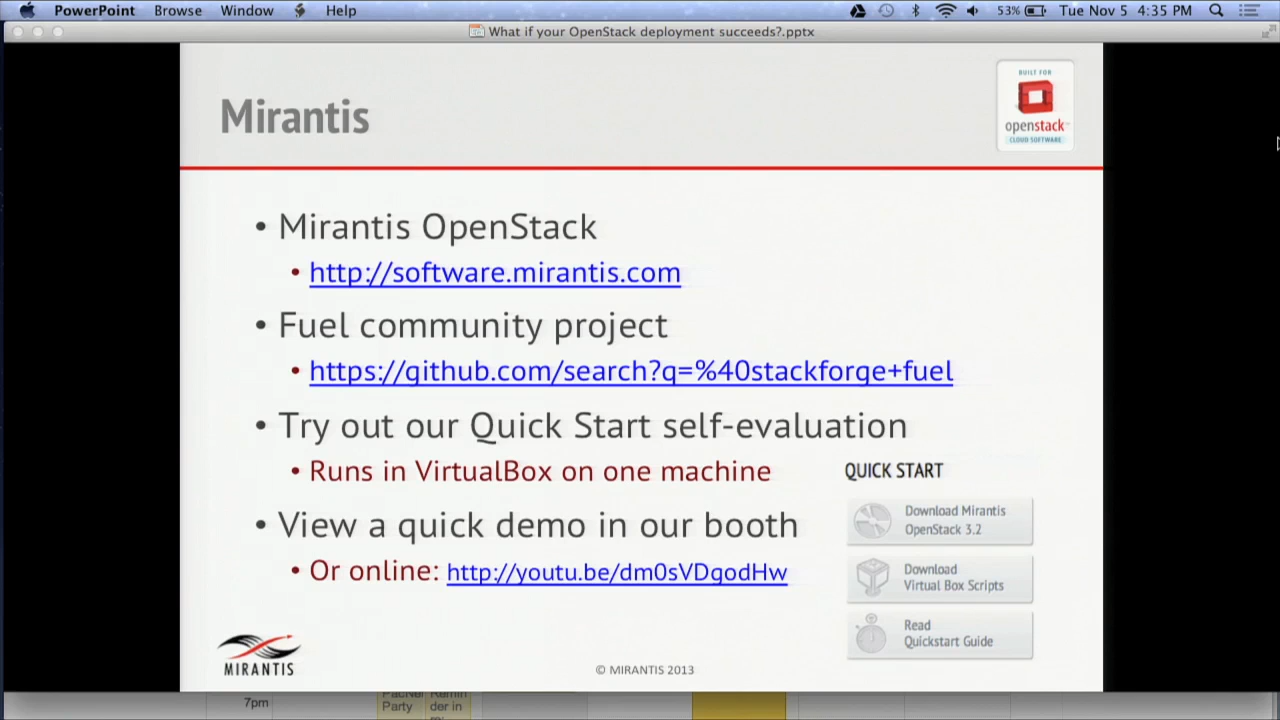 PowerPoint Browse Window Help 53% Tue Nov 5 4:35 PM
What if your OpenStack deployment succeeds?.pptx
BUILT FOR
openstack™
CLOUD SOFTWARE
Mirantis
• Mirantis OpenStack
• http://software.mirantis.com
• Fuel community project
• https://github.com/search?q=%40stackforge+fuel
• Try out our Quick Start self-evaluation
• Runs in VirtualBox on one machine
• View a quick demo in our booth
• Or online: http://youtu.be/dm0sVDgodHw
QUICK START
Download Mirantis
OpenStack 3.2
Download
Virtual Box Scripts
Read
Quickstart Guide
MIRANTIS
© MIRANTIS 2013
7pm
Party
der in